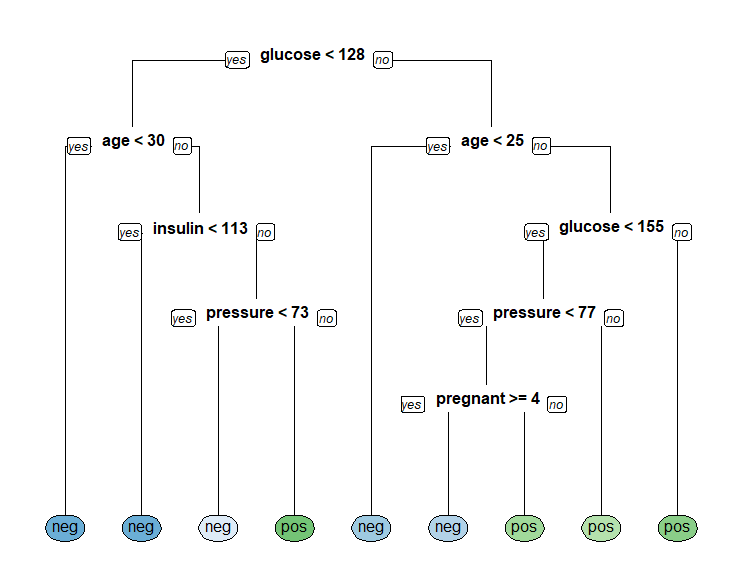 yes glucose < 128 no
yes age < 30 no
yes age < 25 no
yes insulin < 113 no
yes glucose < 155 no
yes pressure < 73 no
yes pressure < 77 no
yes pregnant >= 4 no
neg neg neg pos neg neg pos pos pos